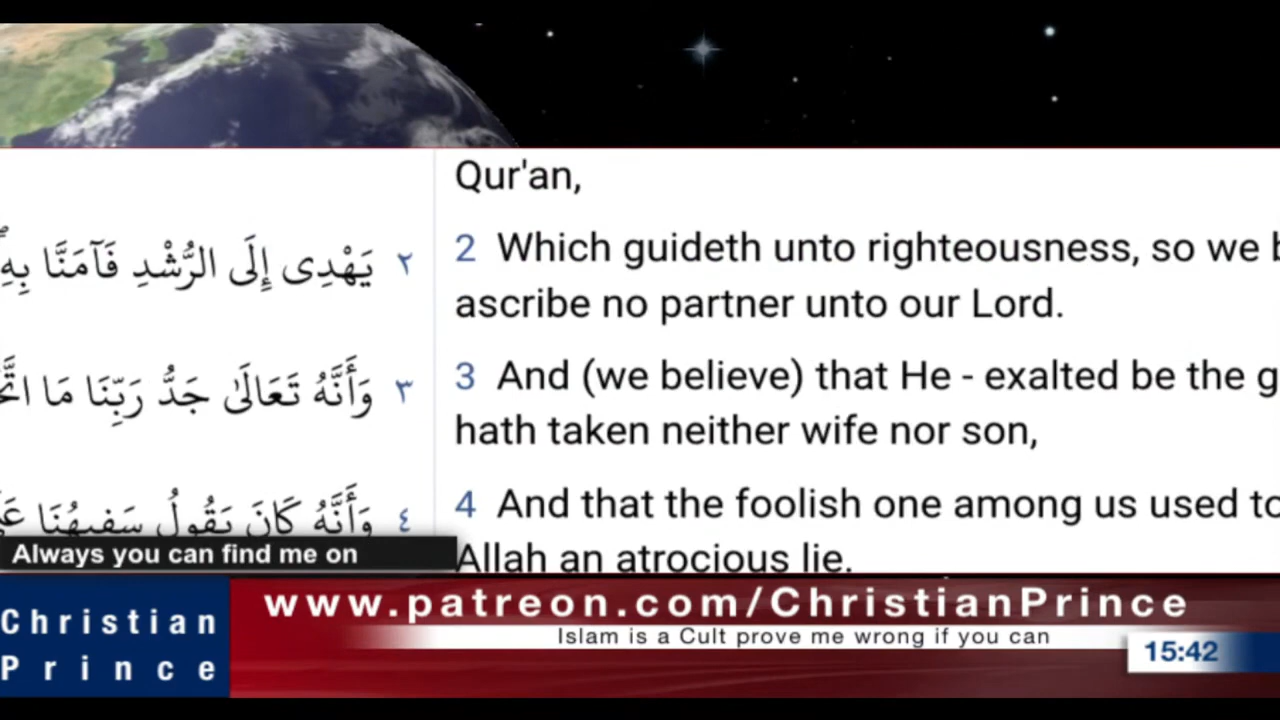 Qur'an,
يَهْدِى إِلَى الرُّشْدِ فَآمَنَّا بِهِ ٢
2 Which guideth unto righteousness, so we
ascribe no partner unto our Lord.
وَأَنَّهُ تَعَالَىٰ جَدُّ رَبِّنَا مَا ٣
3 And (we believe) that He - exalted be the
hath taken neither wife nor son,
وَأَنَّهُ كَانَ يَقُولُ سَفِيهُنَا ٤
4 And that the foolish one among us used to
Allah an atrocious lie.
Always you can find me on
www.patreon.com/ChristianPrince
Christian
Prince
Islam is a Cult prove me wrong if you can
15:42